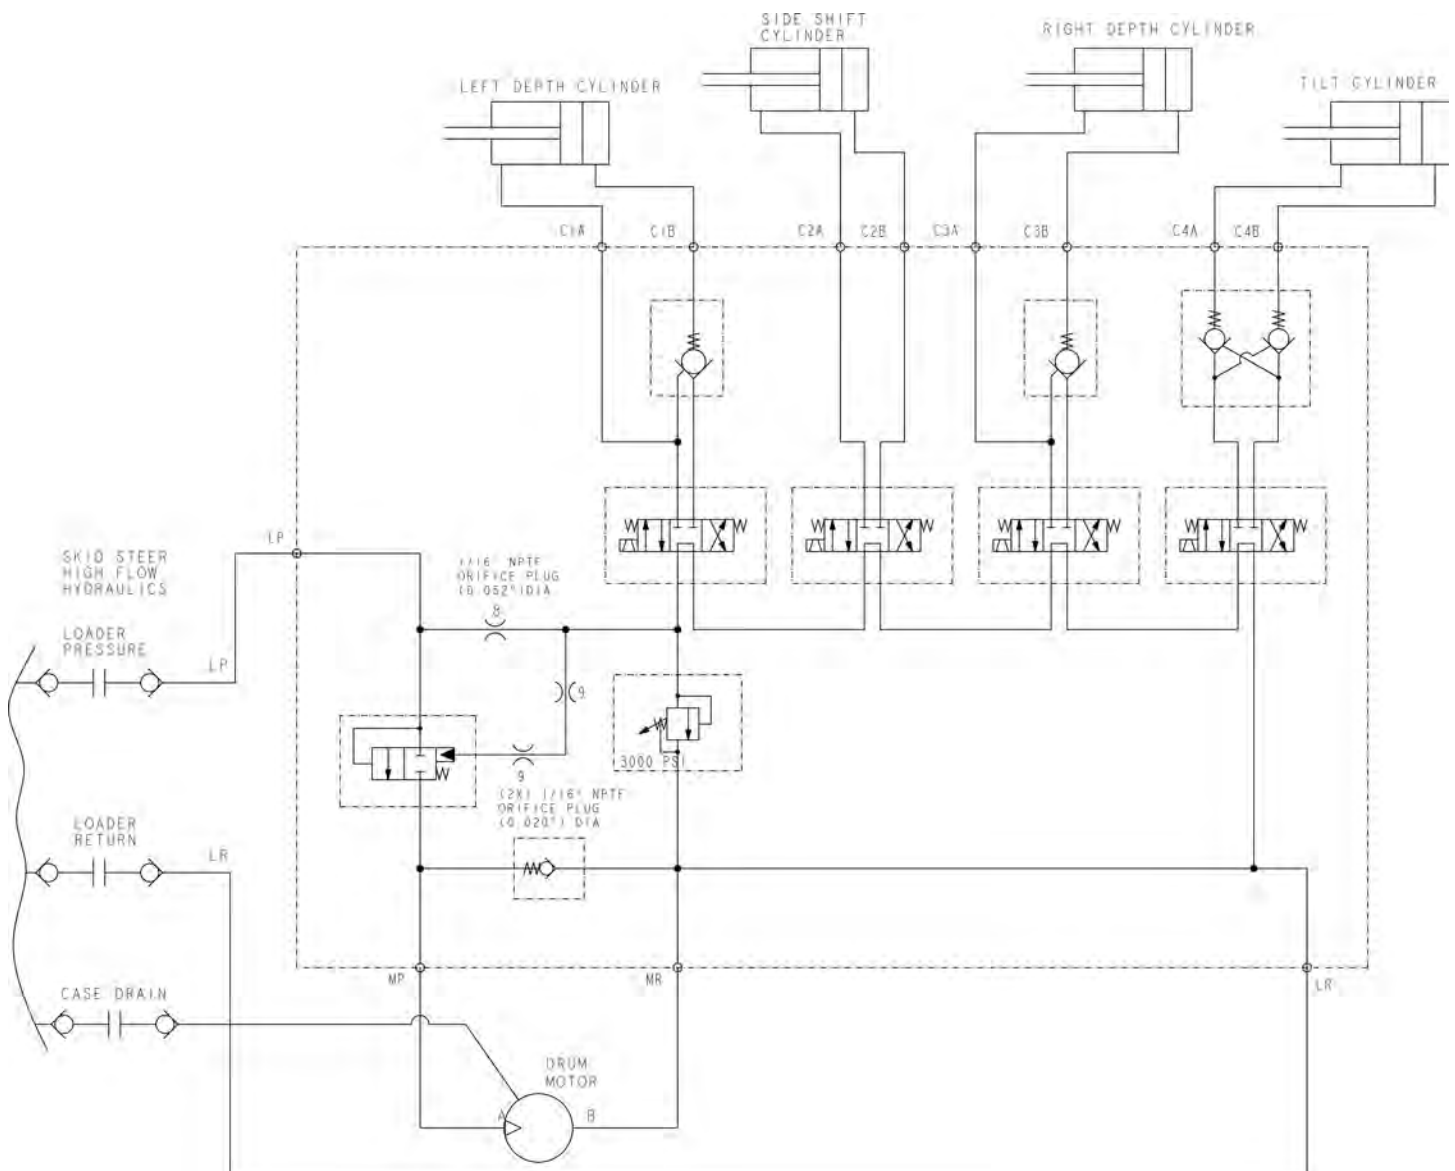 SIDE SHIFT
CYLINDER
RIGHT DEPTH CYLINDER
LEFT DEPTH CYLINDER
TILT CYLINDER
C1A
C1B
C2A
C2B
C3A
C3B
C4A
C4B
LP
SKID STEER
HIGH FLOW
HYDRAULICS
1/16" NPTF
ORIFICE PLUG
(0.052")DIA
8
LOADER
PRESSURE
LP
9
3000 PSI
9
(2X) 1/16" NPTF
ORIFICE PLUG
(0.020") DIA
LOADER
RETURN
LR
MP
MR
LR
CASE DRAIN
DRUM
MOTOR
A
B